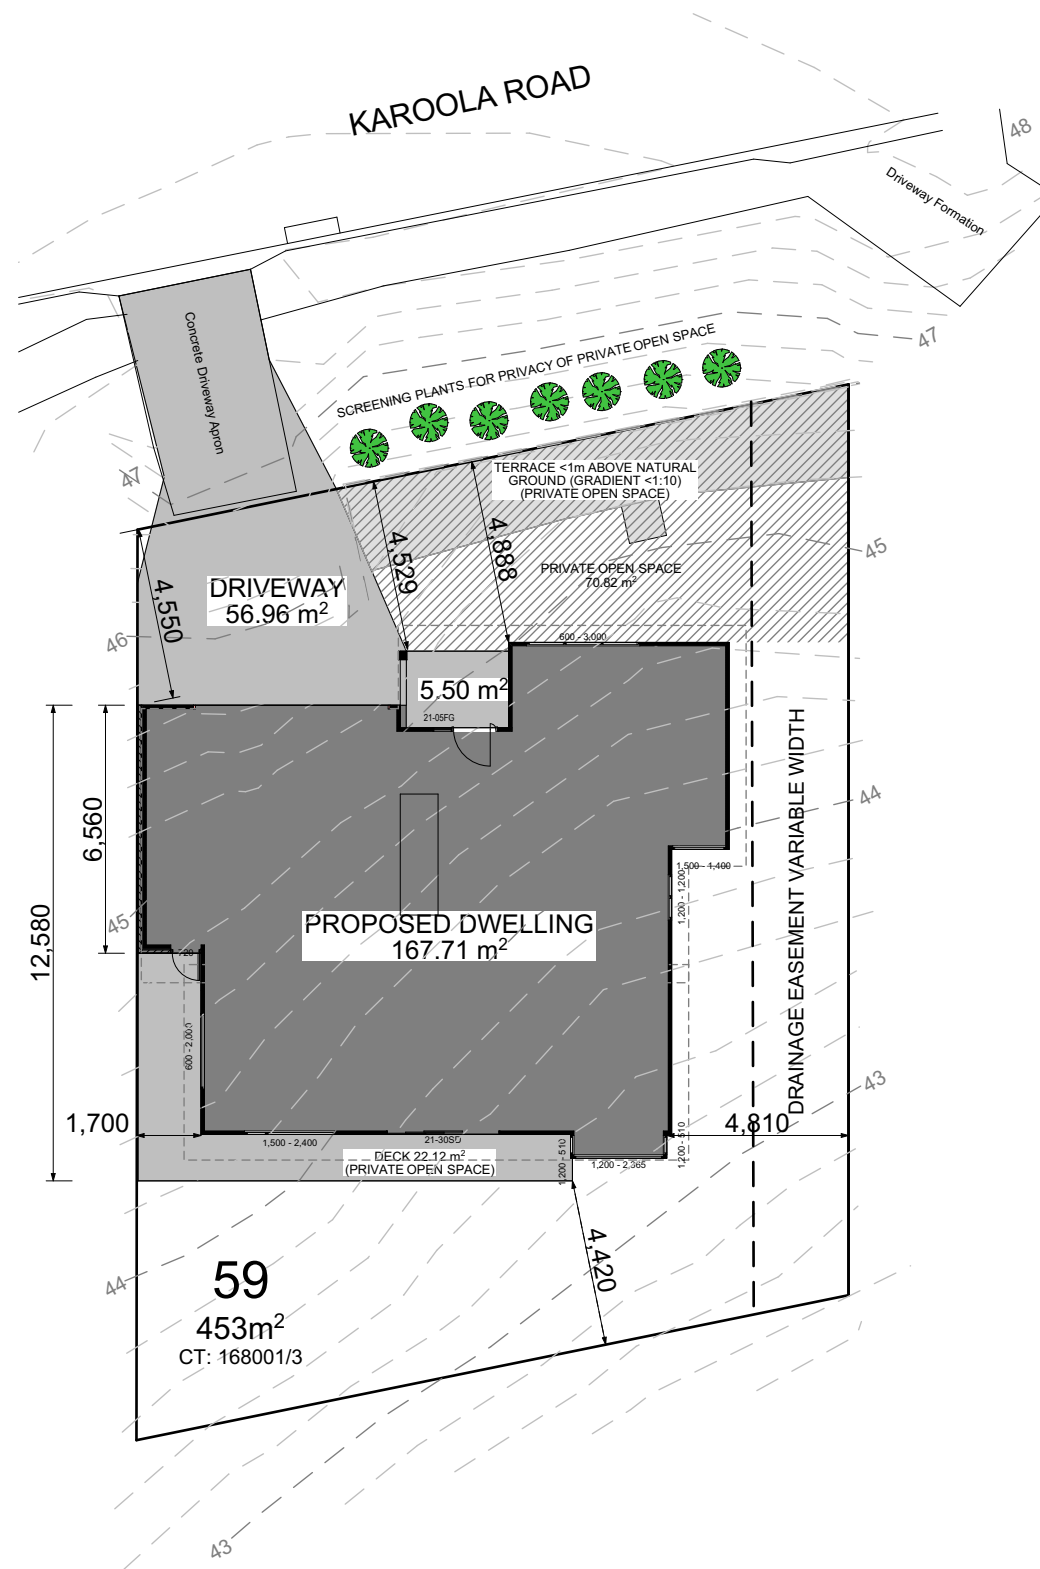 KAROOLA ROAD
48
Driveway Formation
47
Concrete Driveway Apron
SCREENING PLANTS FOR PRIVACY OF PRIVATE OPEN SPACE
47
TERRACE <1m ABOVE NATURAL
GROUND (GRADIENT <1:10)
(PRIVATE OPEN SPACE)
4,529
4,888
45
PRIVATE OPEN SPACE
70.82 m²
DRIVEWAY
56.96 m²
4,550
46
600 - 3,000
5.50 m²
21-05FG
DRAINAGE EASEMENT VARIABLE WIDTH
44
6,560
12,580
1,500 - 1,400
1,200 - 1,200
45
PROPOSED DWELLING
167.71 m²
600 - 2,000
43
1,700
4,810
1,500 - 2,400
21-30SD
DECK 22.12 m²
(PRIVATE OPEN SPACE)
1,200 - 510
1,200 - 2,365
1,200 - 510
4,420
44
59
453m²
CT: 168001/3
43